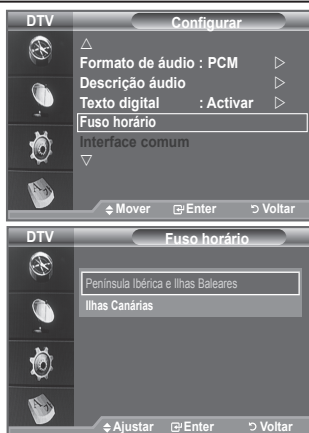 DTV Configurar
△
Formato de áudio : PCM ▷
Descrição áudio ▷
Texto digital : Activar ▷
Fuso horário
Interface comum
▽
Mover Enter Voltar
DTV Fuso horário
Península Ibérica e Ilhas Baleares
Ilhas Canárias
Ajustar Enter Voltar